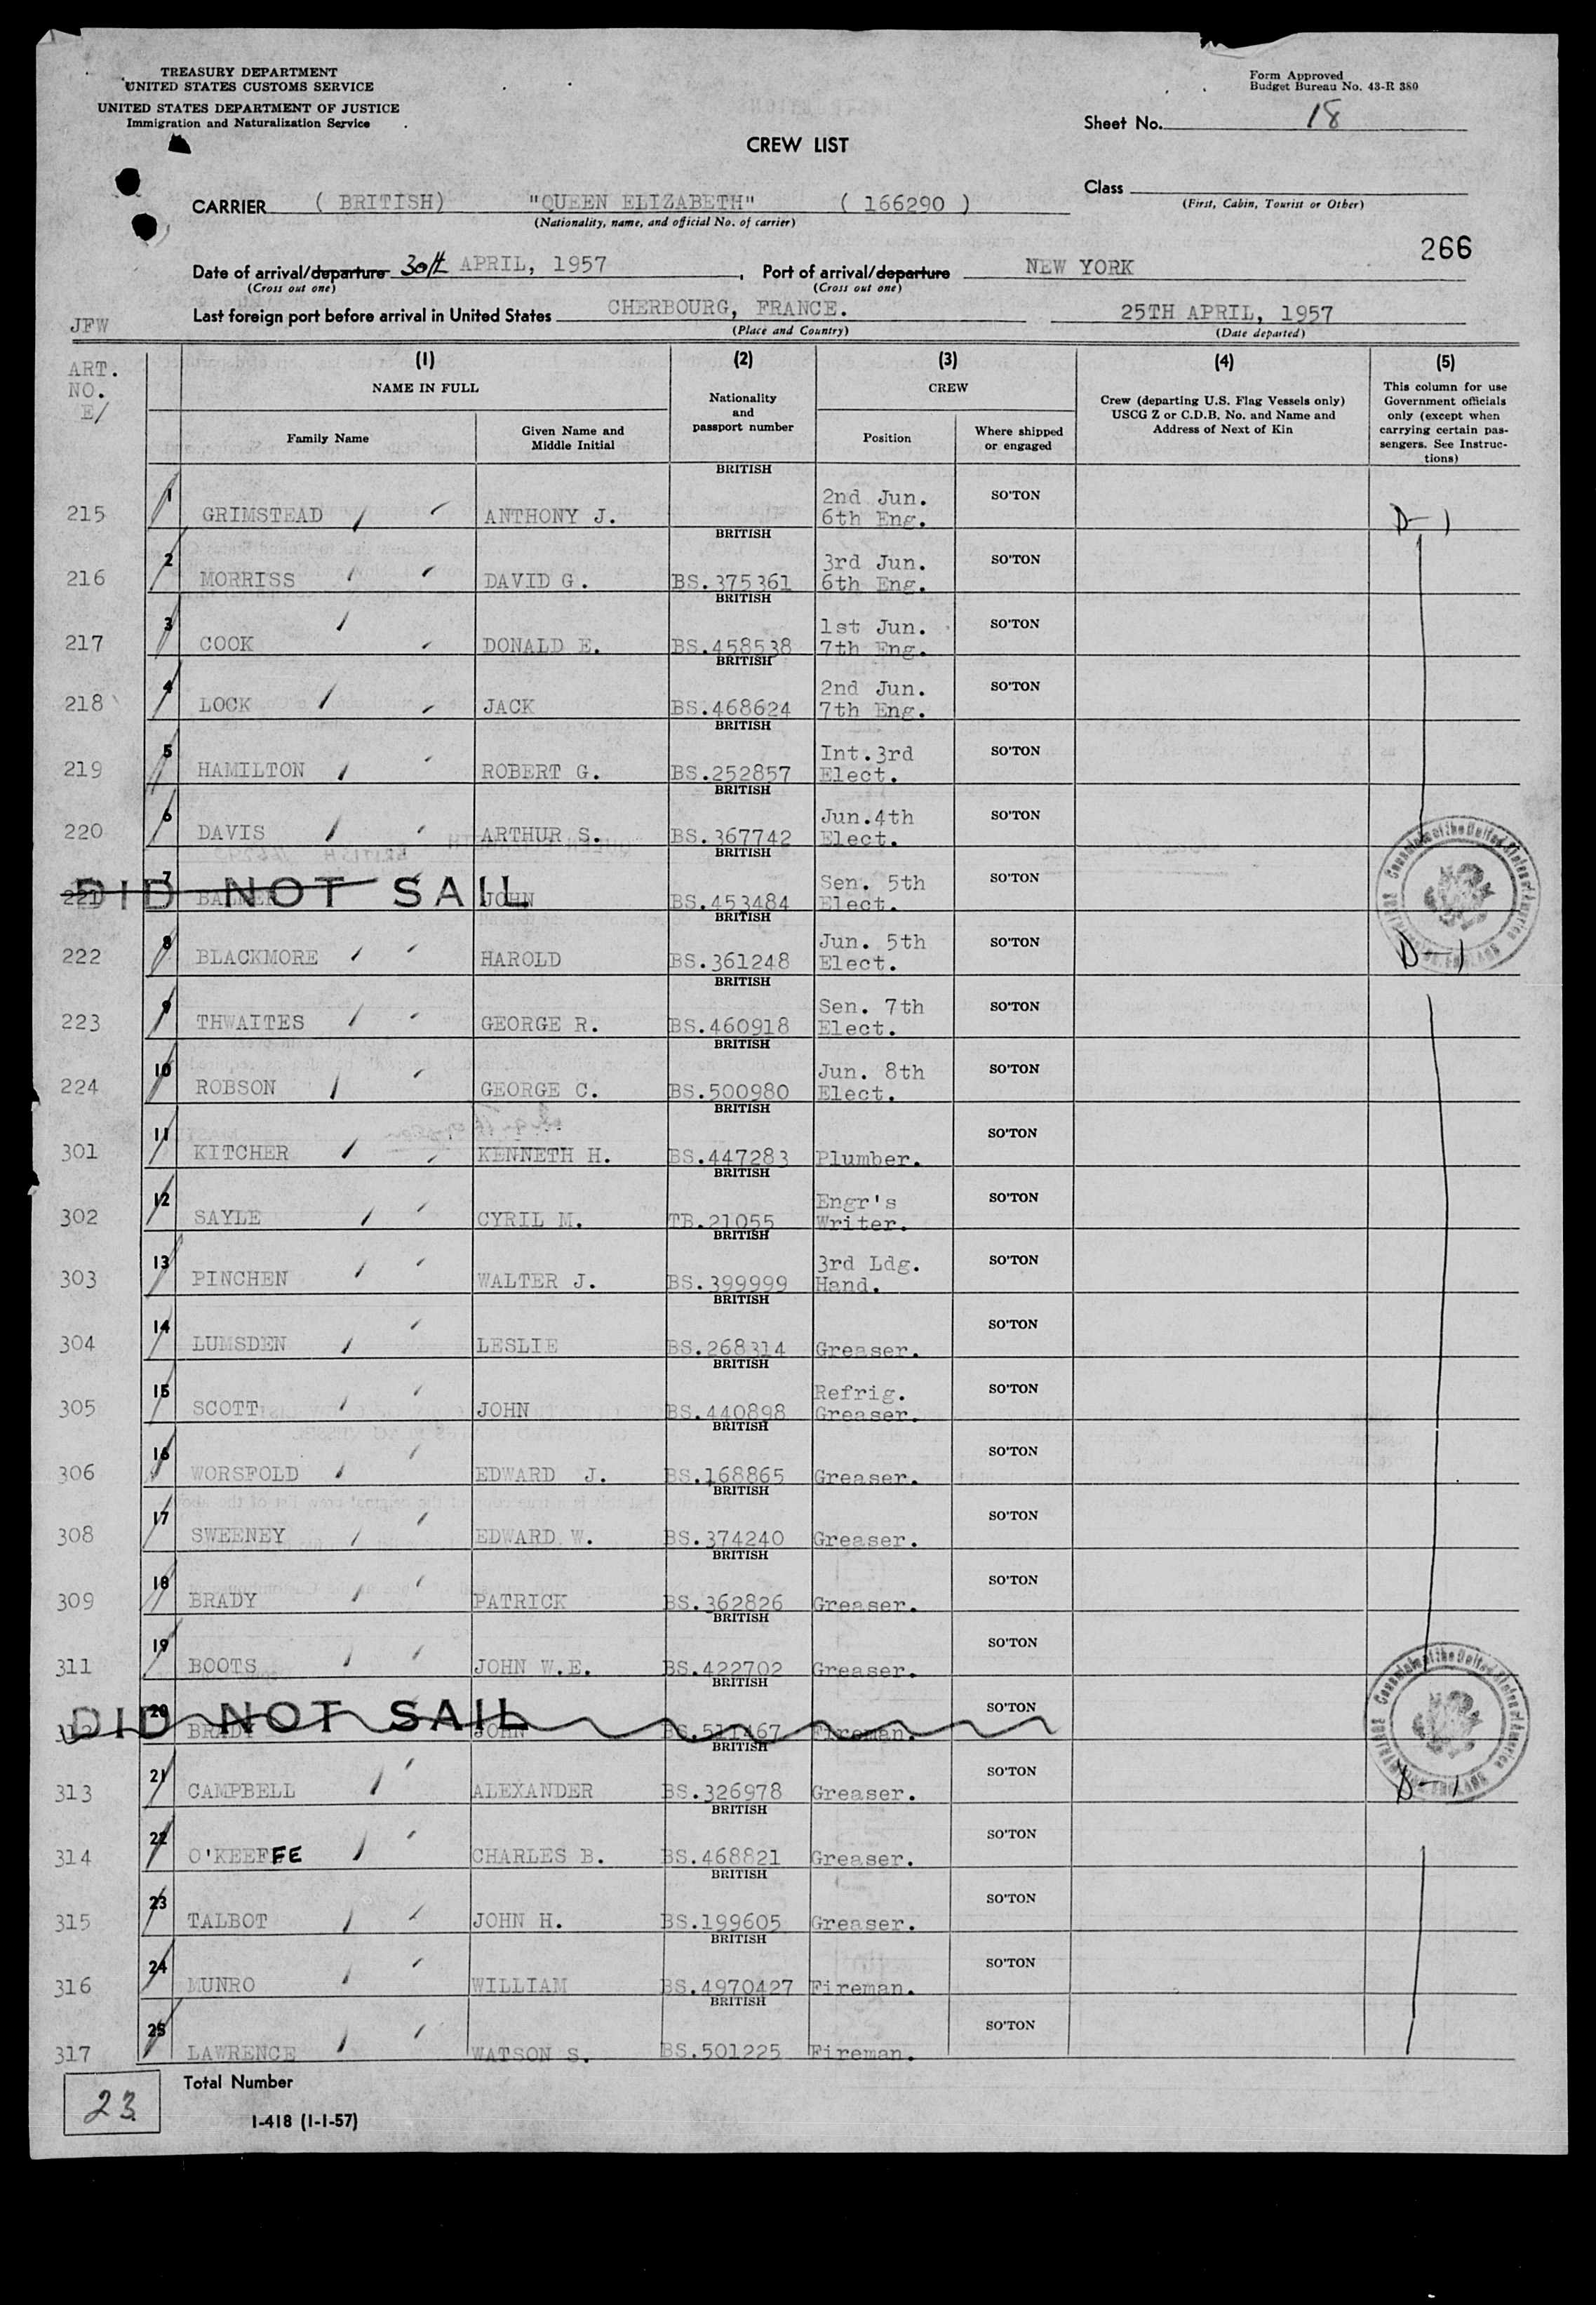 TREASURY DEPARTMENT
UNITED STATES CUSTOMS SERVICE
UNITED STATES DEPARTMENT OF JUSTICE
Immigration and Naturalization Service
Form Approved
Budget Bureau No. 43-R 380
Sheet No. 18
CREW LIST
Class
(First, Cabin, Tourist or Other)
CARRIER ( BRITISH) "QUEEN ELIZABETH" ( 166290 )
(Nationality, name, and official No. of carrier)
266
Date of arrival/departure 30th APRIL, 1957, Port of arrival/departure NEW YORK
(Cross out one) (Cross out one)
Last foreign port before arrival in United States CHERBOURG, FRANCE. 25TH APRIL, 1957
(Place and Country) (Date departed)
JFW
ART. NO. E/
(1) (2) (3) (4) (5)
NAME IN FULL
Family Name
Given Name and Middle Initial
Nationality and passport number
CREW
Position
Where shipped or engaged
Crew (departing U.S. Flag Vessels only) USCG Z or C.D.B. No. and Name and Address of Next of Kin
This column for use Government officials only (except when carrying certain passengers. See Instructions)
215 1 GRIMSTEAD ANTHONY J. BRITISH 2nd Jun. 6th Eng. SO'TON D-1
216 2 MORRISS DAVID G. BRITISH BS.375361 3rd Jun. 6th Eng. SO'TON
217 3 COOK DONALD E. BRITISH BS.458538 1st Jun. 7th Eng. SO'TON
218 4 LOCK JACK BRITISH BS.468624 2nd Jun. 7th Eng. SO'TON
219 5 HAMILTON ROBERT G. BRITISH BS.252857 Int.3rd Elect. SO'TON
220 6 DAVIS ARTHUR S. BRITISH BS.367742 Jun.4th Elect. SO'TON
221 7 DID NOT SAIL JOHN BRITISH BS.453484 Sen. 5th Elect. SO'TON
222 8 BLACKMORE HAROLD BRITISH BS.361248 Jun. 5th Elect. SO'TON D-1
223 9 THWAITES GEORGE R. BRITISH BS.460918 Sen. 7th Elect. SO'TON
224 10 ROBSON GEORGE C. BRITISH BS.500980 Jun. 8th Elect. SO'TON
301 11 KITCHER KENNETH H. BRITISH BS.447283 Plumber. SO'TON
302 12 SAYLE CYRIL M. BRITISH TB.21055 Engr's Writer. SO'TON
303 13 PINCHEN WALTER J. BRITISH BS.399999 3rd Ldg. Hand. SO'TON
304 14 LUMSDEN LESLIE BRITISH BS.268314 Greaser. SO'TON
305 15 SCOTT JOHN BRITISH BS.440898 Refrig. Greaser. SO'TON
306 16 WORSFOLD EDWARD J. BRITISH BS.168865 Greaser. SO'TON
308 17 SWEENEY EDWARD W. BRITISH BS.374240 Greaser. SO'TON
309 18 BRADY PATRICK BRITISH BS.362826 Greaser. SO'TON
311 19 BOOTS JOHN W.E. BRITISH BS.422702 Greaser. SO'TON
312 20 DID NOT SAIL BRADY JOHN BRITISH BS.511467 Fireman. SO'TON
313 21 CAMPBELL ALEXANDER BRITISH BS.326978 Greaser. SO'TON D-1
314 22 O'KEEFFE CHARLES B. BRITISH BS.468821 Greaser. SO'TON
315 23 TALBOT JOHN H. BRITISH BS.199605 Greaser. SO'TON
316 24 MUNRO WILLIAM BRITISH BS.4970427 Fireman. SO'TON
317 25 LAWRENCE WATSON S. BRITISH BS.501225 Fireman. SO'TON
23 Total Number
I-418 (1-1-57)